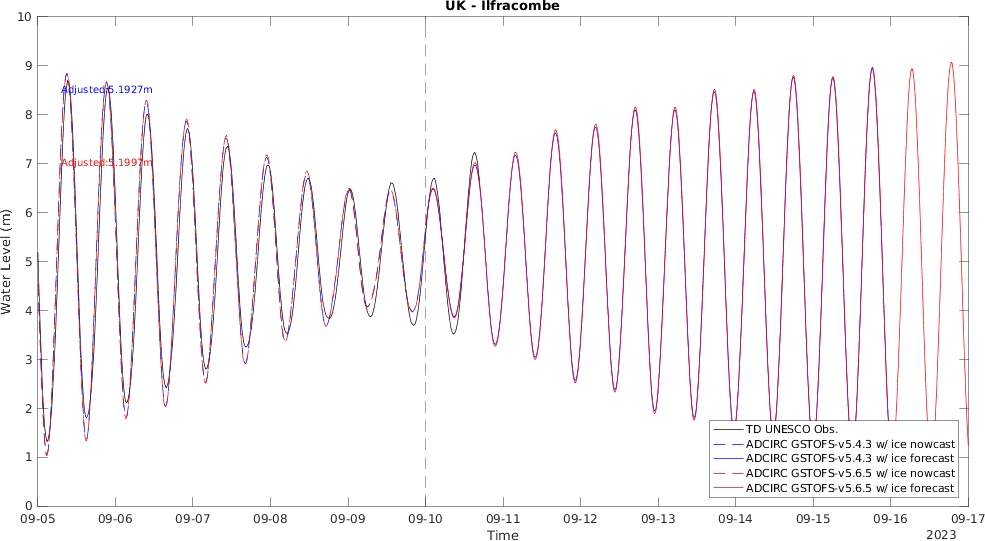 UK - Ilfracombe
10
9
8
7
6
5
4
3
2
1
0
Water Level (m)
Adjusted:5.1927m
Adjusted:5.1997m
TD UNESCO Obs.
ADCIRC GSTOFS-v5.4.3 w/ ice nowcast
ADCIRC GSTOFS-v5.4.3 w/ ice forecast
ADCIRC GSTOFS-v5.6.5 w/ ice nowcast
ADCIRC GSTOFS-v5.6.5 w/ ice forecast
09-05 09-06 09-07 09-08 09-09 09-10 09-11 09-12 09-13 09-14 09-15 09-16 09-17
Time
2023